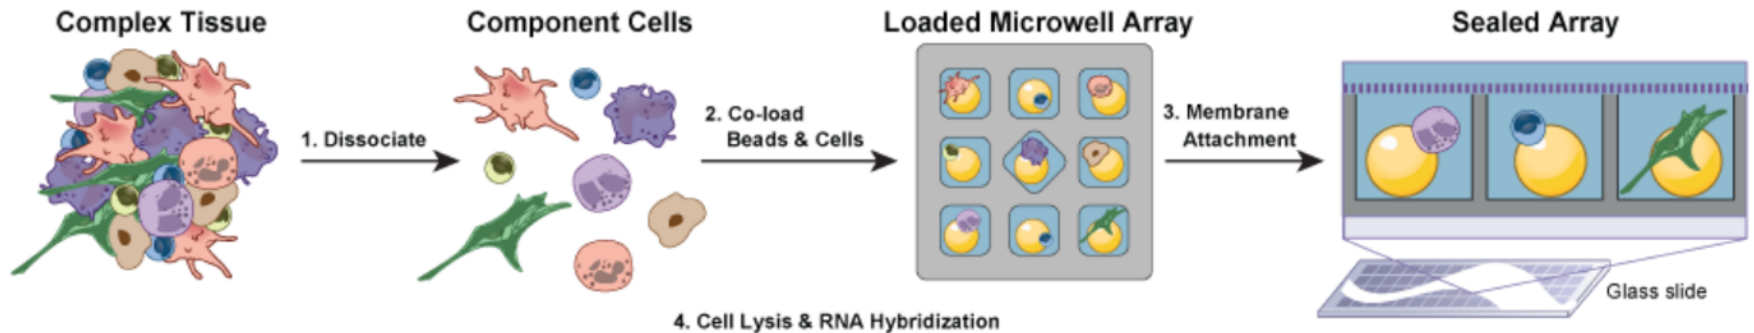 Complex Tissue
Component Cells
Loaded Microwell Array
Sealed Array
1. Dissociate
2. Co-load
Beads & Cells
3. Membrane
Attachment
Glass slide
4. Cell Lysis & RNA Hybridization